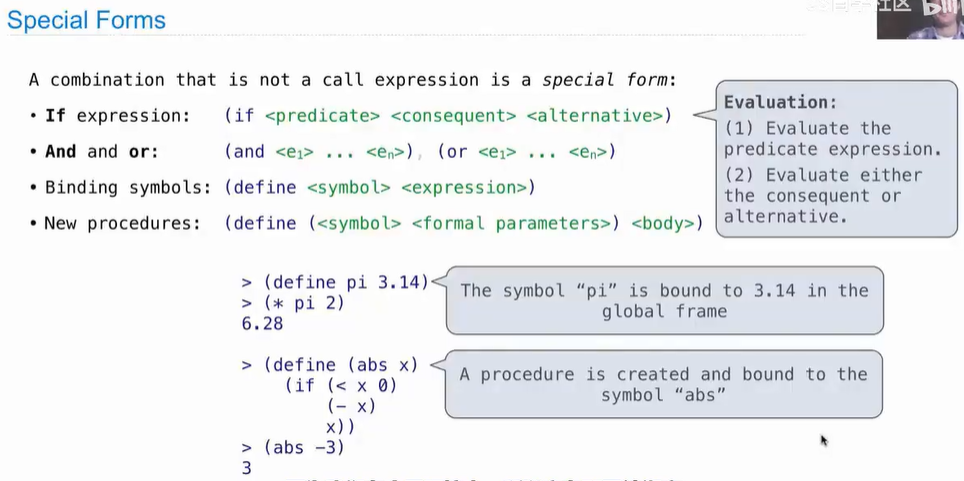 Special Forms
A combination that is not a call expression is a special form:
• If expression: (if <predicate> <consequent> <alternative>)
• And and or: (and <e1> ... <en>), (or <e1> ... <en>)
• Binding symbols: (define <symbol> <expression>)
• New procedures: (define (<symbol> <formal parameters>) <body>)
Evaluation:
(1) Evaluate the
predicate expression.
(2) Evaluate either
the consequent or
alternative.
> (define pi 3.14)
> (* pi 2)
6.28
The symbol “pi” is bound to 3.14 in the
global frame
> (define (abs x)
(if (< x 0)
(- x)
x))
> (abs -3)
3
A procedure is created and bound to the
symbol “abs”